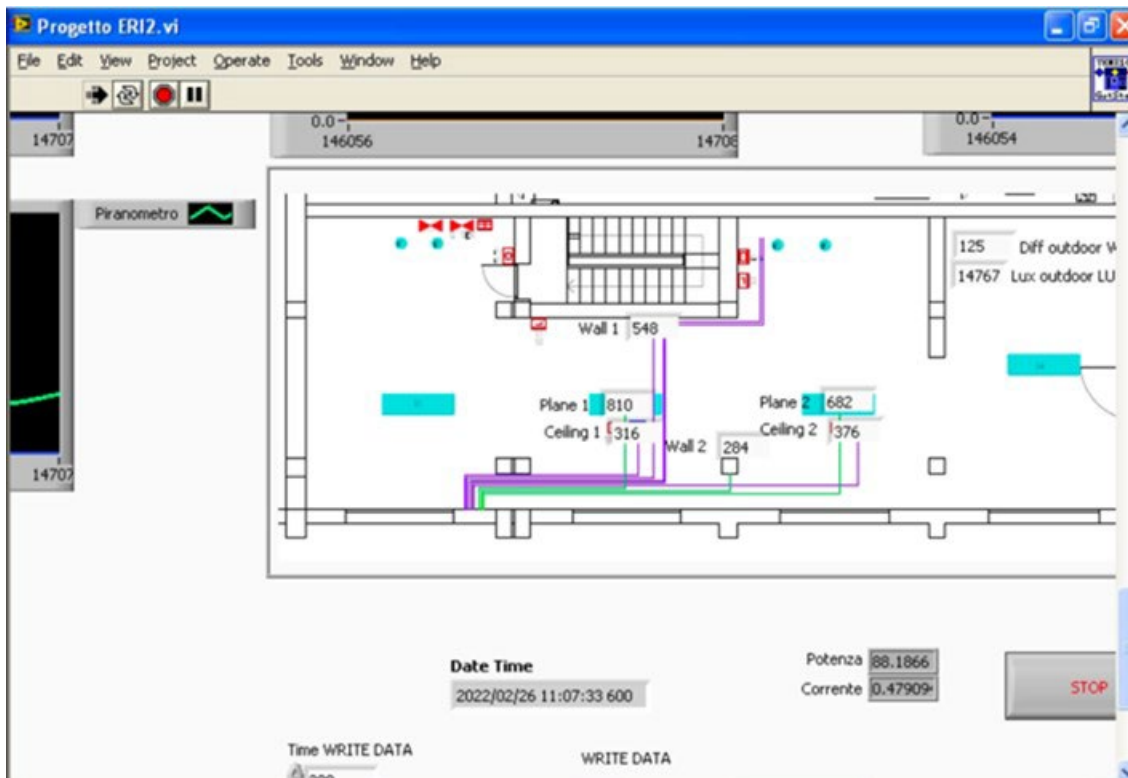 Progetto ERI2.vi
File Edit View Project Operate Tools Window Help
0.0
14707
146056
14708
0.0
146054
Piranometro
125 Diff outdoor W
14767 Lux outdoor LU
Wall 1 548
Plane 1 810
Plane 2 682
Ceiling 1 316
Ceiling 2 376
Wall 2 284
14707
Date Time
2022/02/26 11:07:33 600
Potenza 88.1866
Corrente 0.47909
STOP
Time WRITE DATA
WRITE DATA